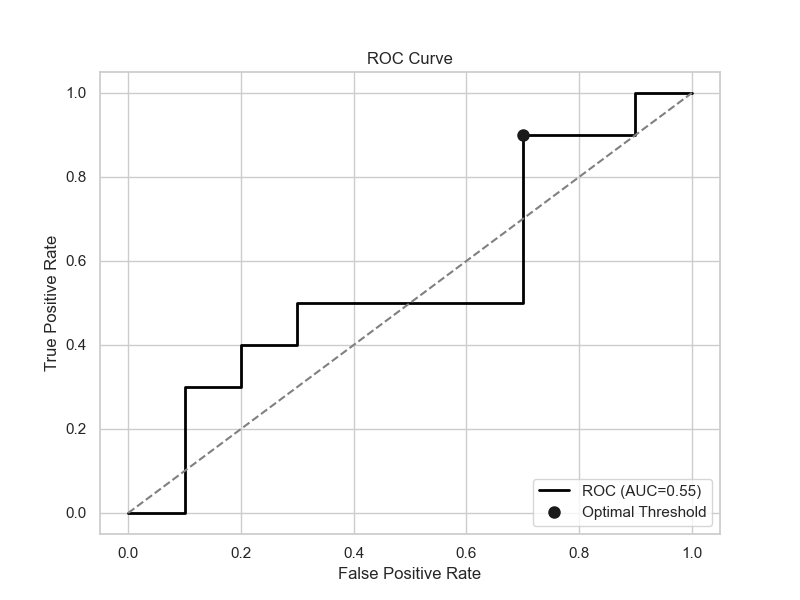 ROC Curve
True Positive Rate
1.0
0.8
0.6
0.4
0.2
0.0
0.0 0.2 0.4 0.6 0.8 1.0
False Positive Rate
ROC (AUC=0.55)
Optimal Threshold